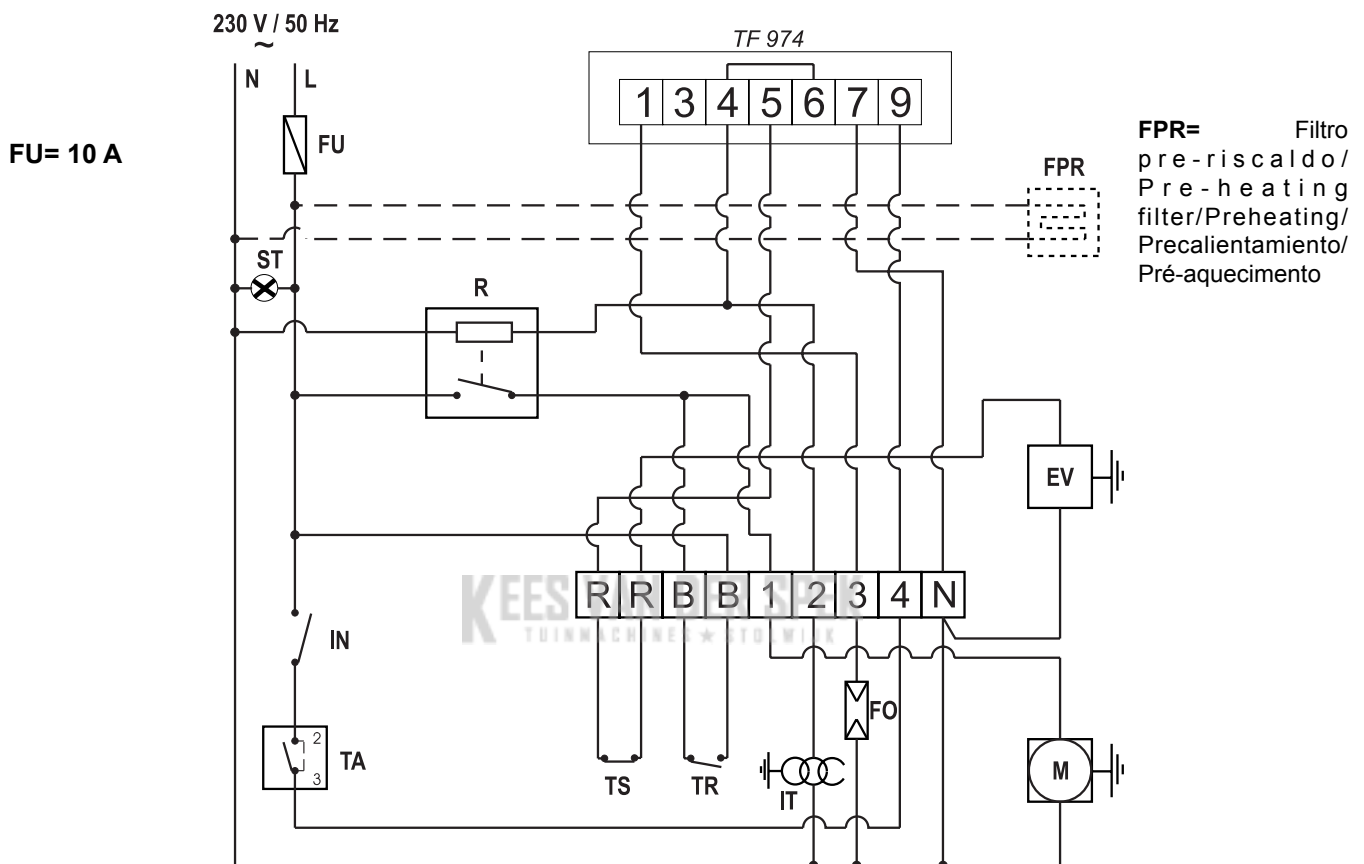 230 V / 50 Hz
~
N L
TF 974
1 3 4 5 6 7 9
FU= 10 A
FU
FPR
FPR= Filtro
pre-riscaldo/
Pre-heating
filter/Preheating/
Precalientamiento/
Pré-aquecimento
ST
R
EV
R R B B 1 2 3 4 N
KEES VAN DER SPEK
TUINMACHINES ★ STOLWIJK
IN
FO
TA
2
3
TS
TR
IT
M